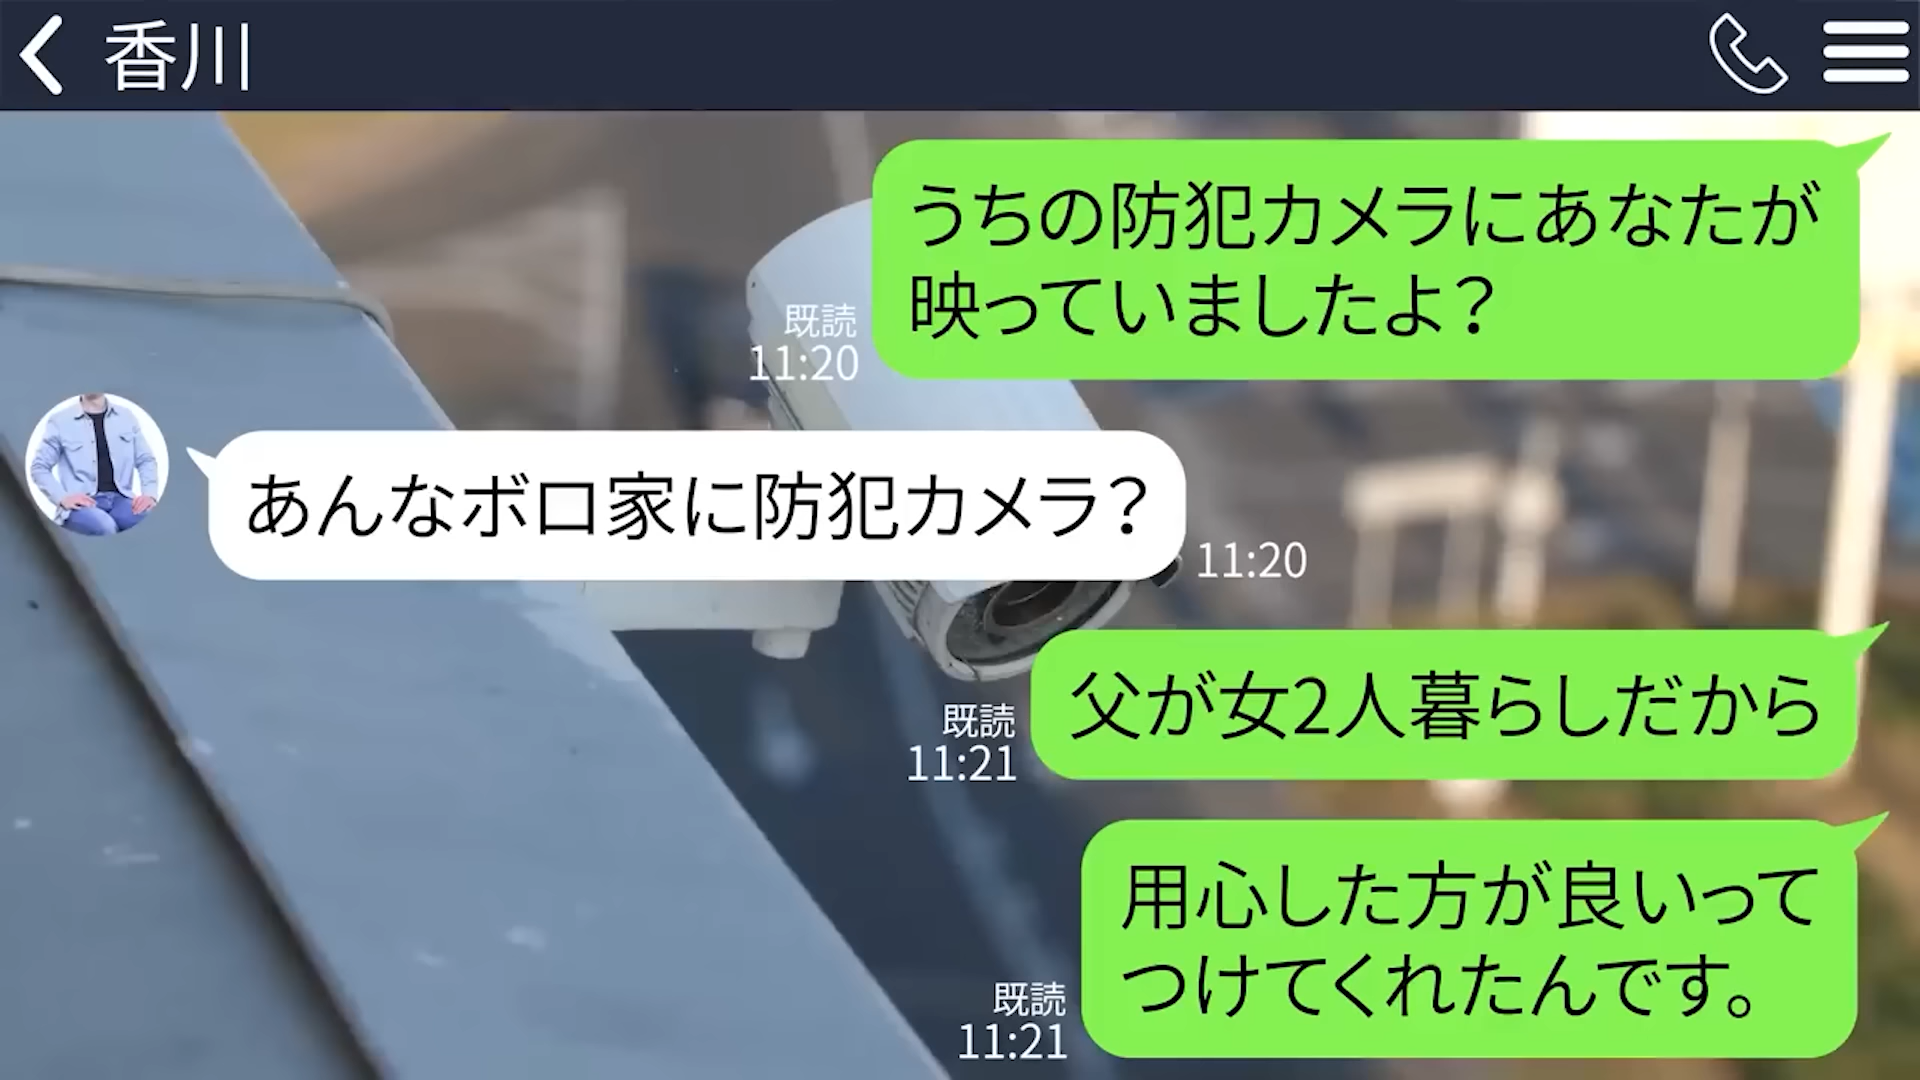 香川
うちの防犯カメラにあなたが
映っていましたよ？
既読
11:20
あんなボロ家に防犯カメラ？
11:20
父が女2人暮らしだから
既読
11:21
用心した方が良いって
つけてくれたんです。
既読
11:21